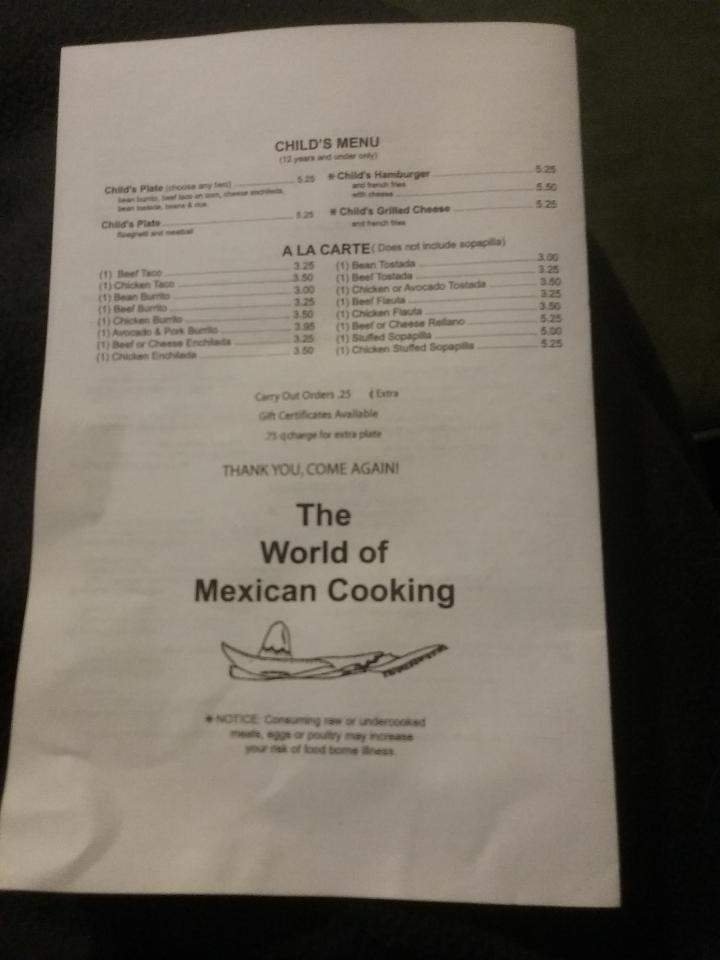 CHILD'S MENU
(12 years and under only)
Child's Plate (choose any two) 5.25
bean burrito, beef taco on corn, cheese enchilada,
bean tostada, beans & rice.
Child's Plate 5.25
Spaghetti and meatball
* Child's Hamburger 5.25
and french fries
with cheese 5.50
* Child's Grilled Cheese 5.25
and french fries
A LA CARTE (Does not include sopapilla)
(1) Beef Taco 3.25
(1) Chicken Taco 3.50
(1) Bean Burrito 3.00
(1) Beef Burrito 3.25
(1) Chicken Burrito 3.50
(1) Avocado & Pork Burrito 3.95
(1) Beef or Cheese Enchilada 3.25
(1) Chicken Enchilada 3.50
(1) Bean Tostada 3.00
(1) Beef Tostada 3.25
(1) Chicken or Avocado Tostada 3.50
(1) Beef Flauta 3.25
(1) Chicken Flauta 3.50
(1) Beef or Cheese Rellano 5.25
(1) Stuffed Sopapilla 5.00
(1) Chicken Stuffed Sopapilla 5.25
Carry Out Orders .25 ¢ Extra
Gift Certificates Available
.25 ¢ charge for extra plate
THANK YOU, COME AGAIN!
The
World of
Mexican Cooking
* NOTICE: Consuming raw or undercooked
meats, eggs or poultry may increase
your risk of food borne illness.